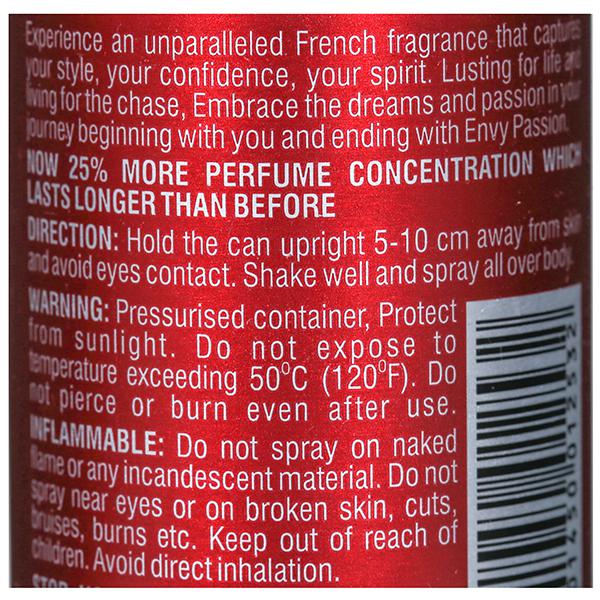 Experience an unparalleled French fragrance that captures
your style, your confidence, your spirit. Lusting for life and
living for the chase, Embrace the dreams and passion in your
journey beginning with you and ending with Envy Passion.
NOW 25% MORE PERFUME CONCENTRATION WHICH
LASTS LONGER THAN BEFORE
DIRECTION: Hold the can upright 5-10 cm away from skin
and avoid eyes contact. Shake well and spray all over body.
WARNING: Pressurised container, Protect
from sunlight. Do not expose to
temperature exceeding 50°C (120°F). Do
not pierce or burn even after use.
INFLAMMABLE: Do not spray on naked
flame or any incandescent material. Do not
spray near eyes or on broken skin, cuts,
bruises, burns etc. Keep out of reach of
children. Avoid direct inhalation.